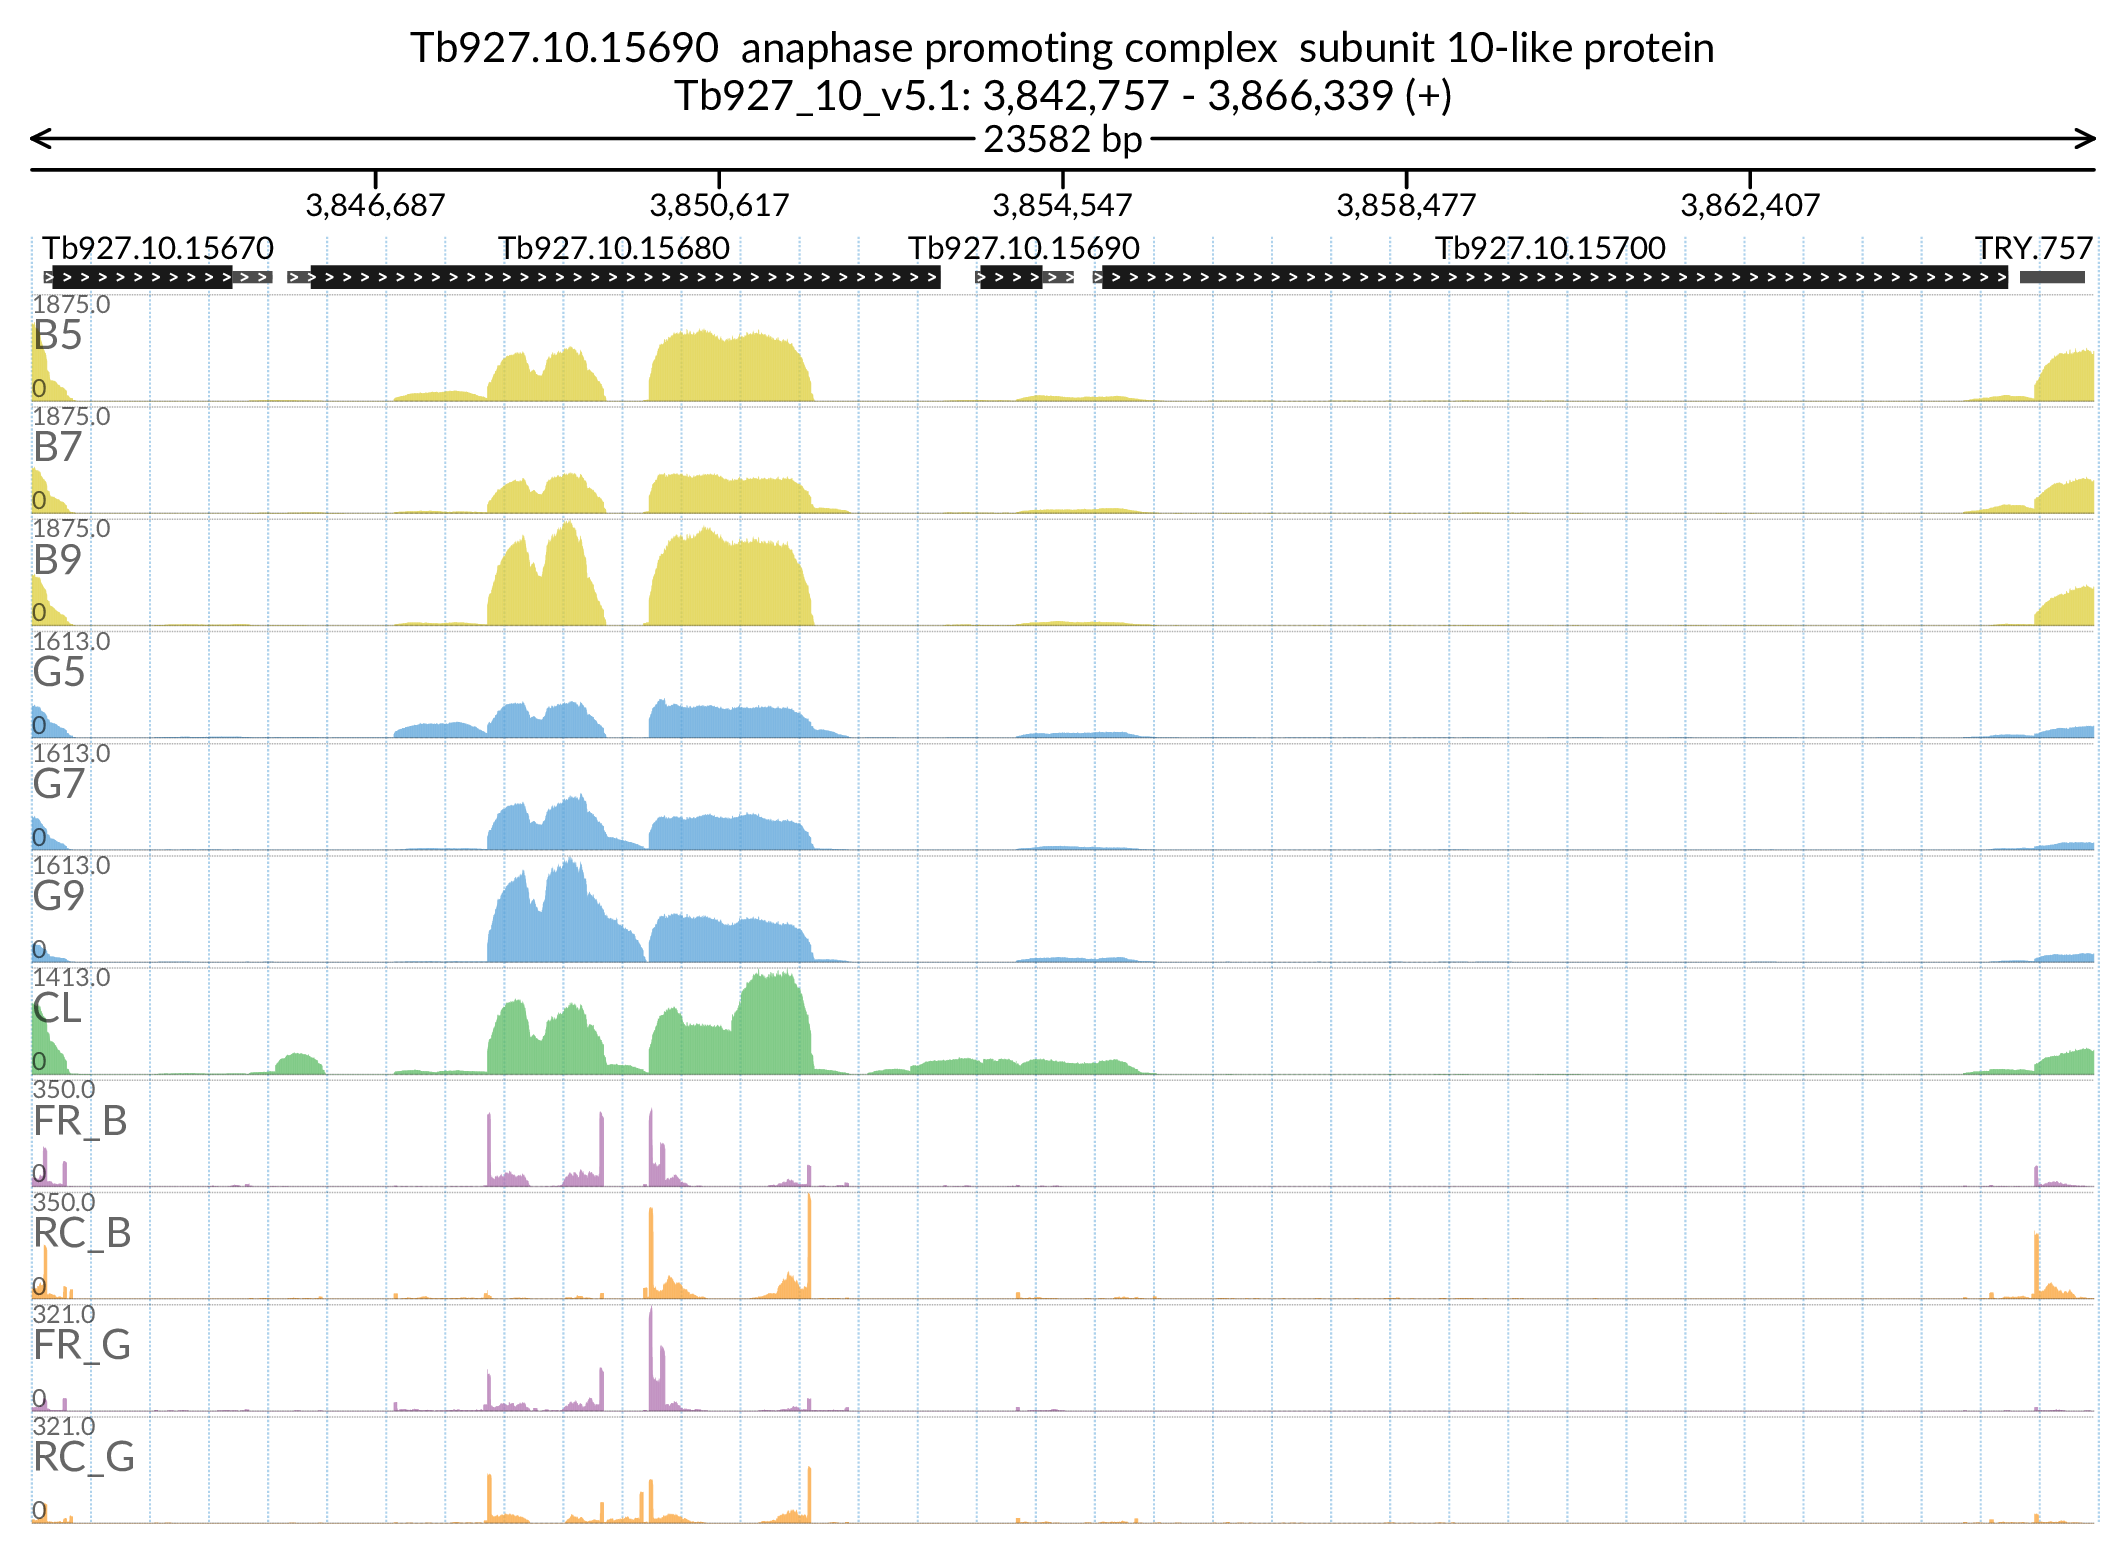 Tb927.10.15690 anaphase promoting complex subunit 10-like protein
Tb927_10_v5.1: 3,842,757 - 3,866,339 (+)
23582 bp
3,846,687 3,850,617 3,854,547 3,858,477 3,862,407
Tb927.10.15670 Tb927.10.15680 Tb927.10.15690 Tb927.10.15700 TRY.757
1875.0
B5
0
1875.0
B7
0
1875.0
B9
0
1613.0
G5
0
1613.0
G7
0
1613.0
G9
0
1413.0
CL
0
350.0
FR_B
0
350.0
RC_B
0
321.0
FR_G
0
321.0
RC_G
0